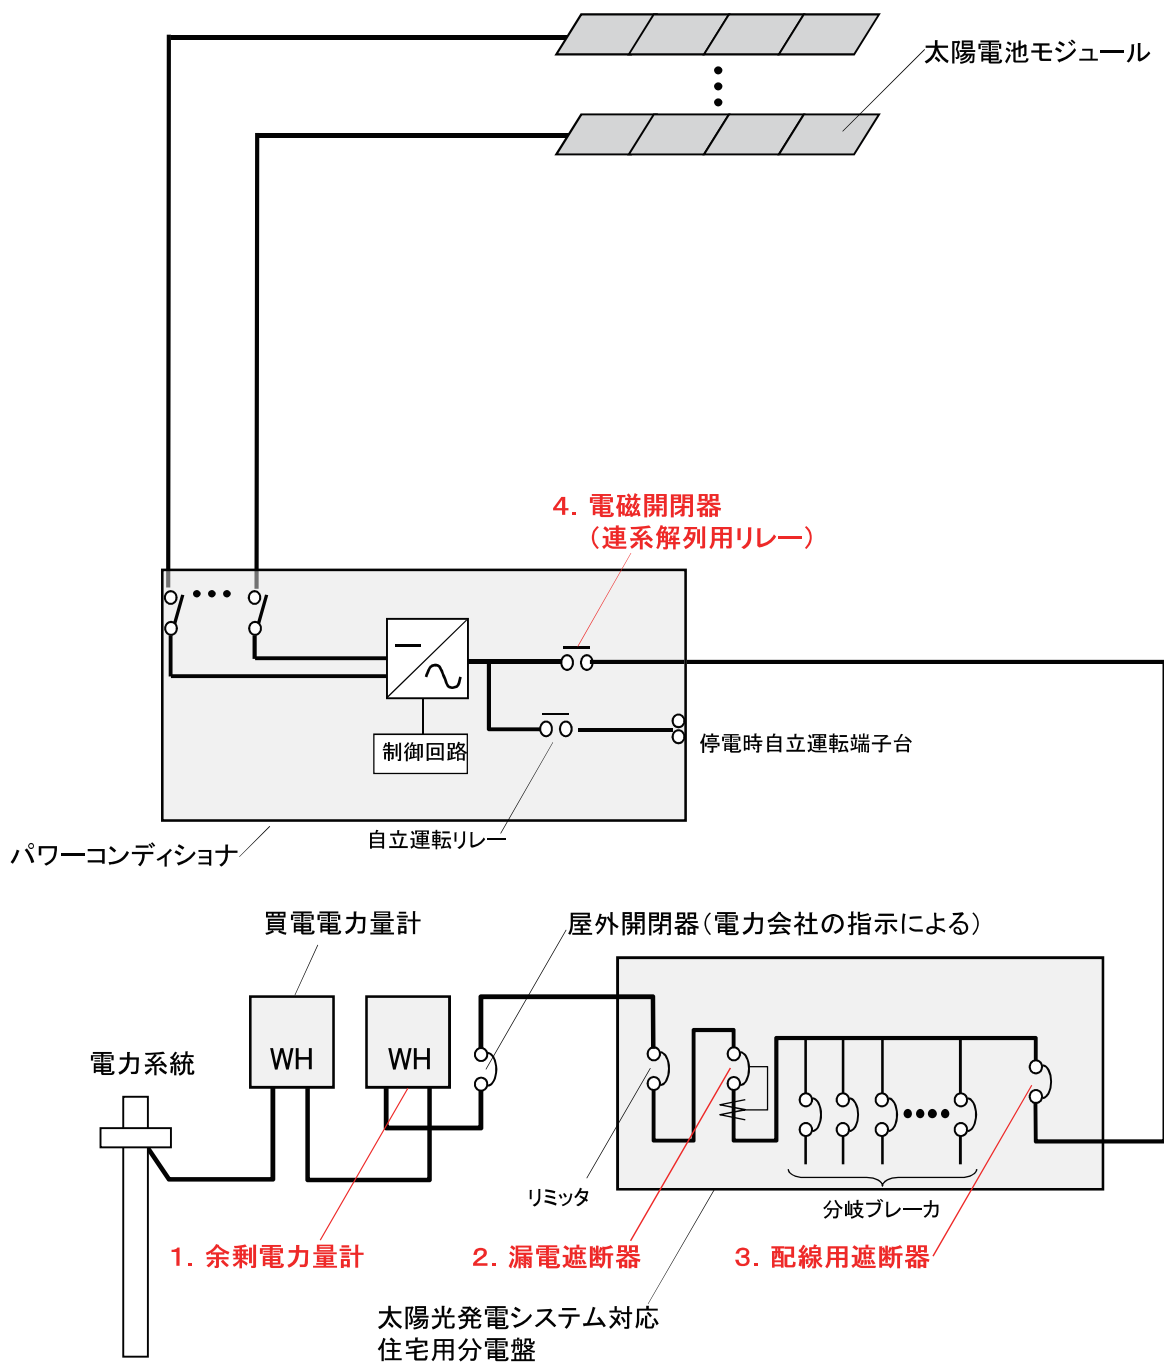 太陽電池モジュール
4. 電磁開閉器
（連系解列用リレー）
制御回路
停電時自立運転端子台
自立運転リレー
パワーコンディショナ
買電電力量計
屋外開閉器（電力会社の指示による）
WH
WH
電力系統
リミッタ
分岐ブレーカ
1. 余剰電力量計
2. 漏電遮断器
3. 配線用遮断器
太陽光発電システム対応
住宅用分電盤